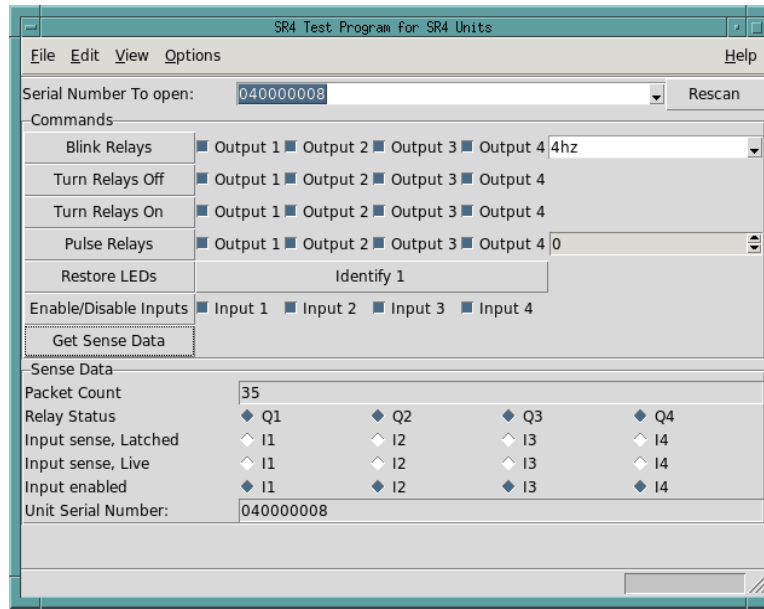 SR4 Test Program for SR4 Units
File Edit View Options Help
Serial Number To open: 040000008 Rescan
Commands
Blink Relays Output 1 Output 2 Output 3 Output 4 4hz
Turn Relays Off Output 1 Output 2 Output 3 Output 4
Turn Relays On Output 1 Output 2 Output 3 Output 4
Pulse Relays Output 1 Output 2 Output 3 Output 4 0
Restore LEDs Identify 1
Enable/Disable Inputs Input 1 Input 2 Input 3 Input 4
Get Sense Data
Sense Data
Packet Count 35
Relay Status Q1 Q2 Q3 Q4
Input sense, Latched I1 I2 I3 I4
Input sense, Live I1 I2 I3 I4
Input enabled I1 I2 I3 I4
Unit Serial Number: 040000008